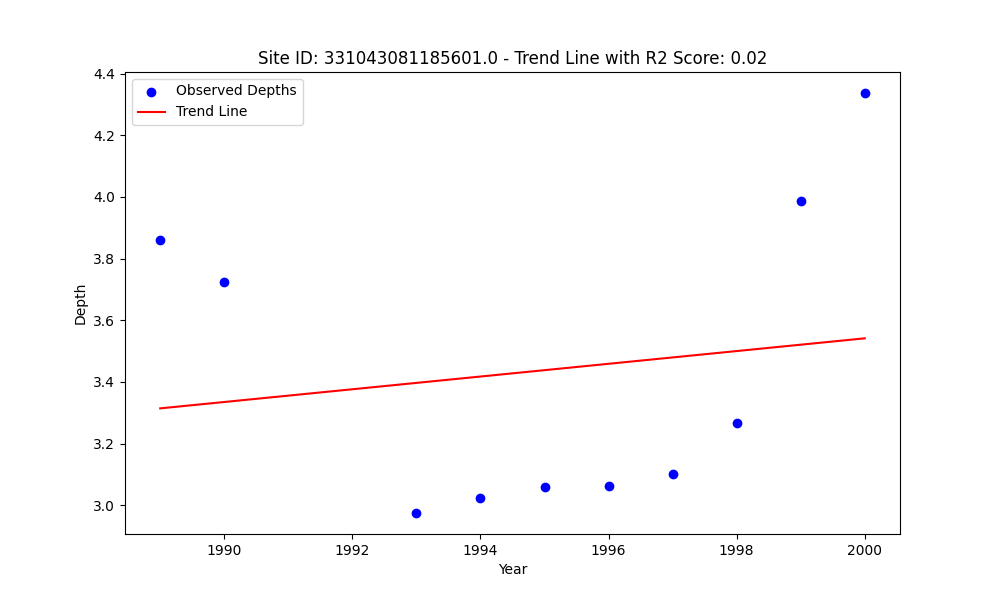 Site ID: 331043081185601.0 - Trend Line with R2 Score: 0.02
Observed Depths
Trend Line
4.4
4.2
4.0
3.8
3.6
3.4
3.2
3.0
Depth
1990 1992 1994 1996 1998 2000
Year